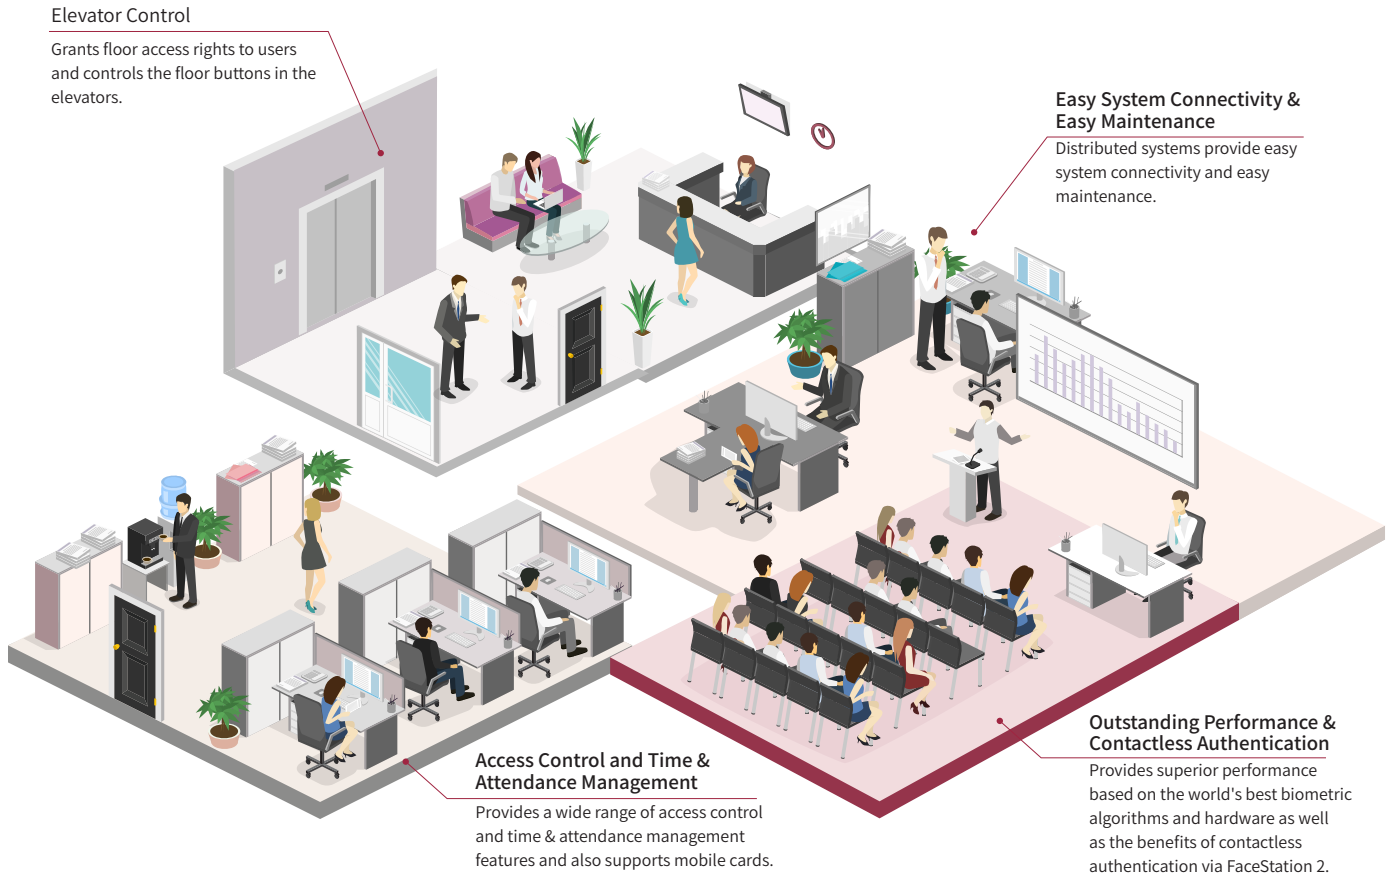 Elevator Control
Grants floor access rights to users
and controls the floor buttons in the
elevators.
Easy System Connectivity &
Easy Maintenance
Distributed systems provide easy
system connectivity and easy
maintenance.
Access Control and Time &
Attendance Management
Provides a wide range of access control
and time & attendance management
features and also supports mobile cards.
Outstanding Performance &
Contactless Authentication
Provides superior performance
based on the world's best biometric
algorithms and hardware as well
as the benefits of contactless
authentication via FaceStation 2.